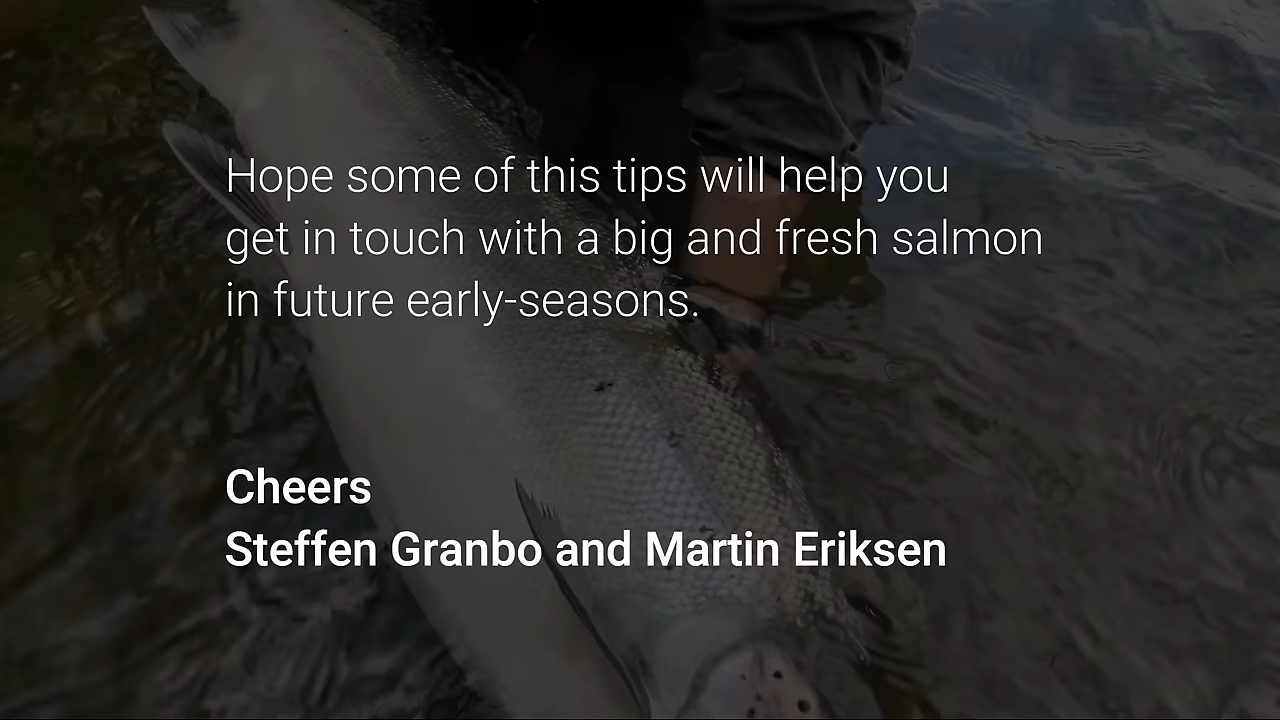 Hope some of this tips will help you
get in touch with a big and fresh salmon
in future early-seasons.
Cheers
Steffen Granbo and Martin Eriksen